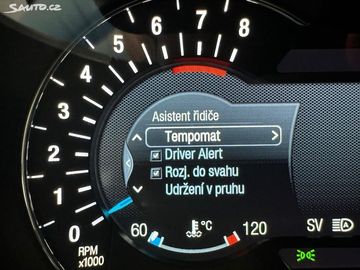 SAUTO.CZ
8
7
6
5
4
3
2
1
0
RPM
x1000
Asistent řidiče
Tempomat
Driver Alert
Rozj. do svahu
Udržení v pruhu
60
°C
120
SV
A